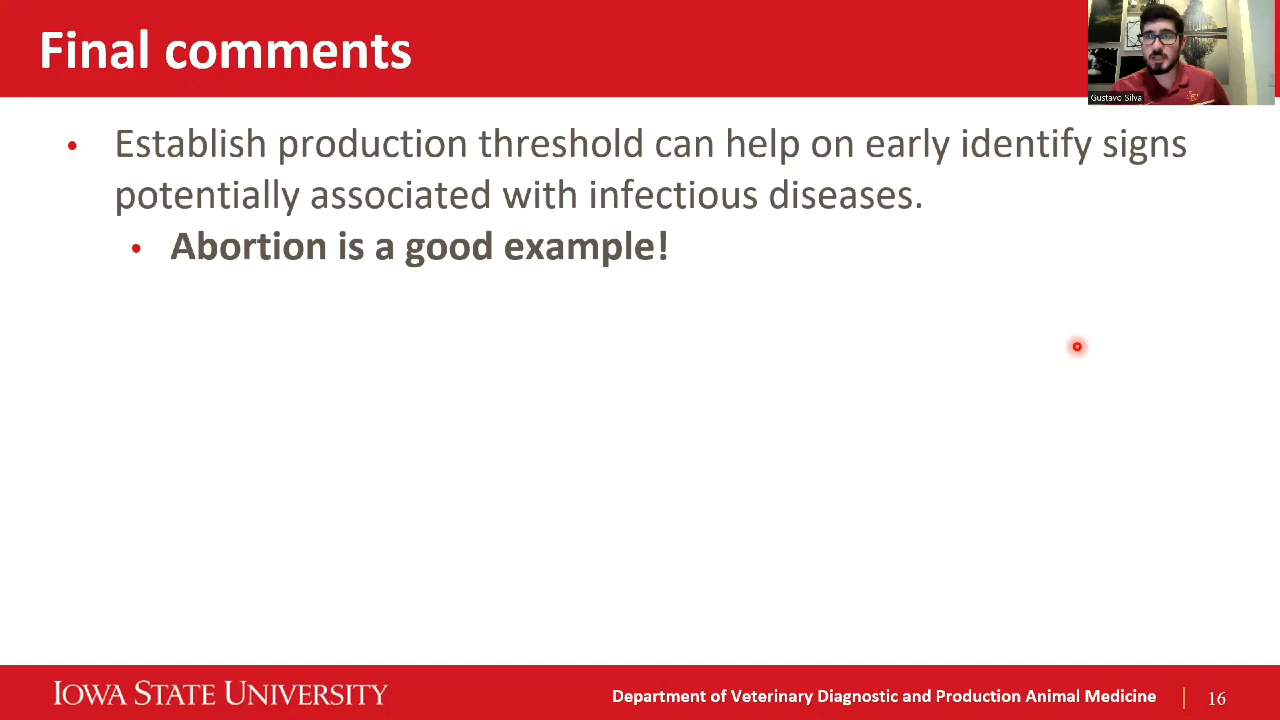 Final comments
Gustavo Silva
• Establish production threshold can help on early identify signs
potentially associated with infectious diseases.
• Abortion is a good example!
IOWA STATE UNIVERSITY
Department of Veterinary Diagnostic and Production Animal Medicine | 16